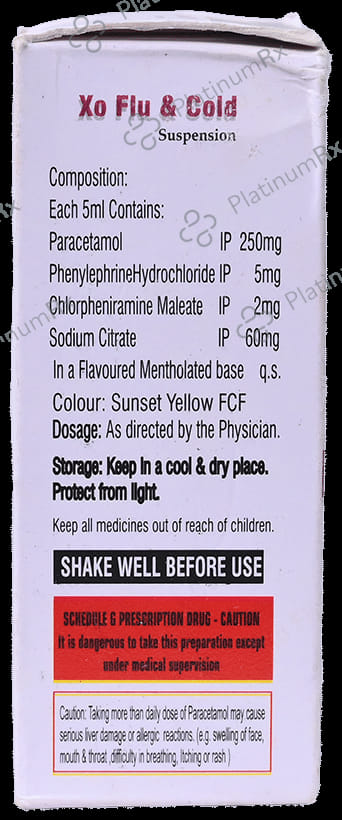 Xo Flu & Cold
Suspension
Composition:
Each 5ml Contains:
Paracetamol IP 250mg
PhenylephrineHydrochloride IP 5mg
Chlorpheniramine Maleate IP 2mg
Sodium Citrate IP 60mg
In a Flavoured Mentholated base q.s.
Colour: Sunset Yellow FCF
Dosage: As directed by the Physician.
Storage: Keep in a cool & dry place.
Protect from light.
Keep all medicines out of reach of children.
SHAKE WELL BEFORE USE
SCHEDULE G PRESCRIPTION DRUG - CAUTION
It is dangerous to take this preparation except
under medical supervision
Caution: Taking more than daily dose of Paracetamol may cause
serious liver damage or allergic reactions. (e.g. swelling of face,
mouth & throat ,difficulty in breathing, Itching or rash )
PlatinumRx
PlatinumRx
PlatinumRx